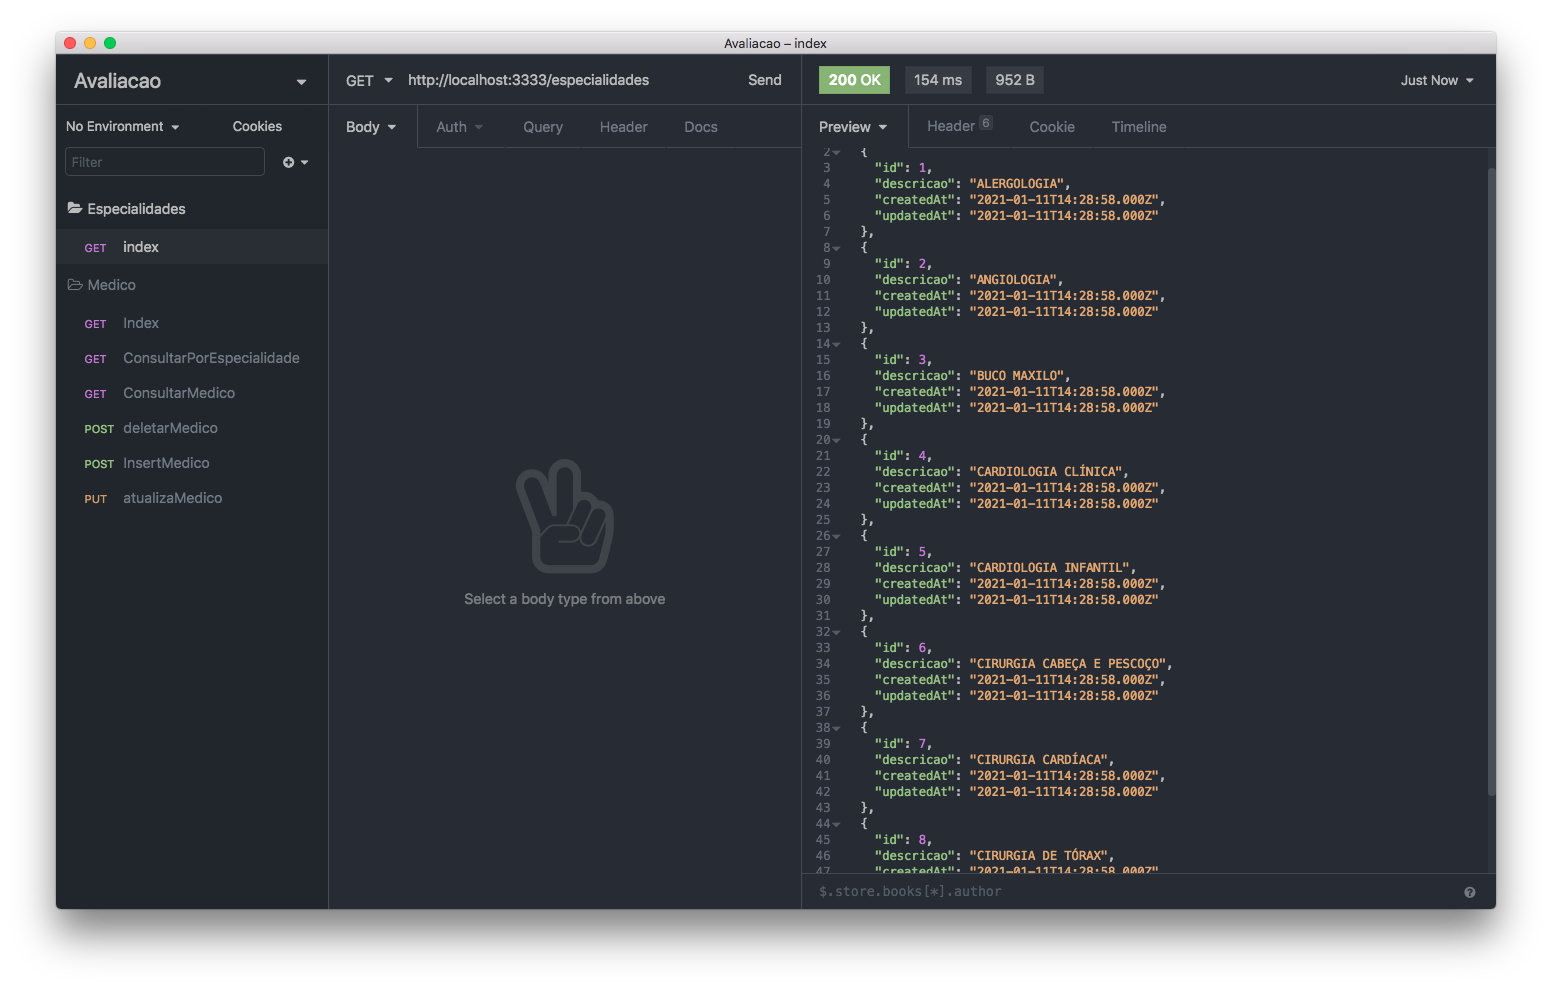 Avaliacao – index
Avaliacao
GET http://localhost:3333/especialidades Send
200 OK 154 ms 952 B Just Now
No Environment Cookies
Body Auth Query Header Docs
Preview Header 6 Cookie Timeline
Filter
Especialidades
GET index
Medico
GET Index
GET ConsultarPorEspecialidade
GET ConsultarMedico
POST deletarMedico
POST InsertMedico
PUT atualizaMedico
Select a body type from above
2 {
3 "id": 1,
4 "descricao": "ALERGOLOGIA",
5 "createdAt": "2021-01-11T14:28:58.000Z",
6 "updatedAt": "2021-01-11T14:28:58.000Z"
7 },
8 {
9 "id": 2,
10 "descricao": "ANGIOLOGIA",
11 "createdAt": "2021-01-11T14:28:58.000Z",
12 "updatedAt": "2021-01-11T14:28:58.000Z"
13 },
14 {
15 "id": 3,
16 "descricao": "BUCO MAXILO",
17 "createdAt": "2021-01-11T14:28:58.000Z",
18 "updatedAt": "2021-01-11T14:28:58.000Z"
19 },
20 {
21 "id": 4,
22 "descricao": "CARDIOLOGIA CLÍNICA",
23 "createdAt": "2021-01-11T14:28:58.000Z",
24 "updatedAt": "2021-01-11T14:28:58.000Z"
25 },
26 {
27 "id": 5,
28 "descricao": "CARDIOLOGIA INFANTIL",
29 "createdAt": "2021-01-11T14:28:58.000Z",
30 "updatedAt": "2021-01-11T14:28:58.000Z"
31 },
32 {
33 "id": 6,
34 "descricao": "CIRURGIA CABEÇA E PESCOÇO",
35 "createdAt": "2021-01-11T14:28:58.000Z",
36 "updatedAt": "2021-01-11T14:28:58.000Z"
37 },
38 {
39 "id": 7,
40 "descricao": "CIRURGIA CARDÍACA",
41 "createdAt": "2021-01-11T14:28:58.000Z",
42 "updatedAt": "2021-01-11T14:28:58.000Z"
43 },
44 {
45 "id": 8,
46 "descricao": "CIRURGIA DE TÓRAX",
47 "createdAt": "2021-01-11T14:28:58.000Z",
$.store.books[*].author